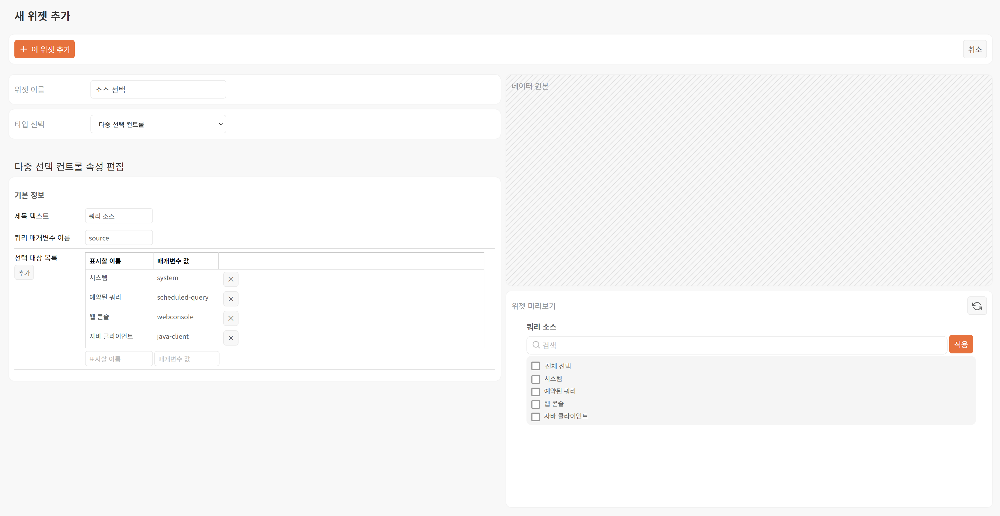 새 위젯 추가
이 위젯 추가
취소
위젯 이름
소스 선택
타입 선택
다중 선택 컨트롤
다중 선택 컨트롤 속성 편집
기본 정보
제목 텍스트
쿼리 소스
쿼리 매개변수 이름
source
선택 대상 목록
추가
표시할 이름 매개변수 값
시스템 system
예약된 쿼리 scheduled-query
웹 콘솔 webconsole
자바 클라이언트 java-client
표시할 이름 매개변수 값
데이터 원본
위젯 미리보기
쿼리 소스
검색
적용
전체 선택
시스템
예약된 쿼리
웹 콘솔
자바 클라이언트